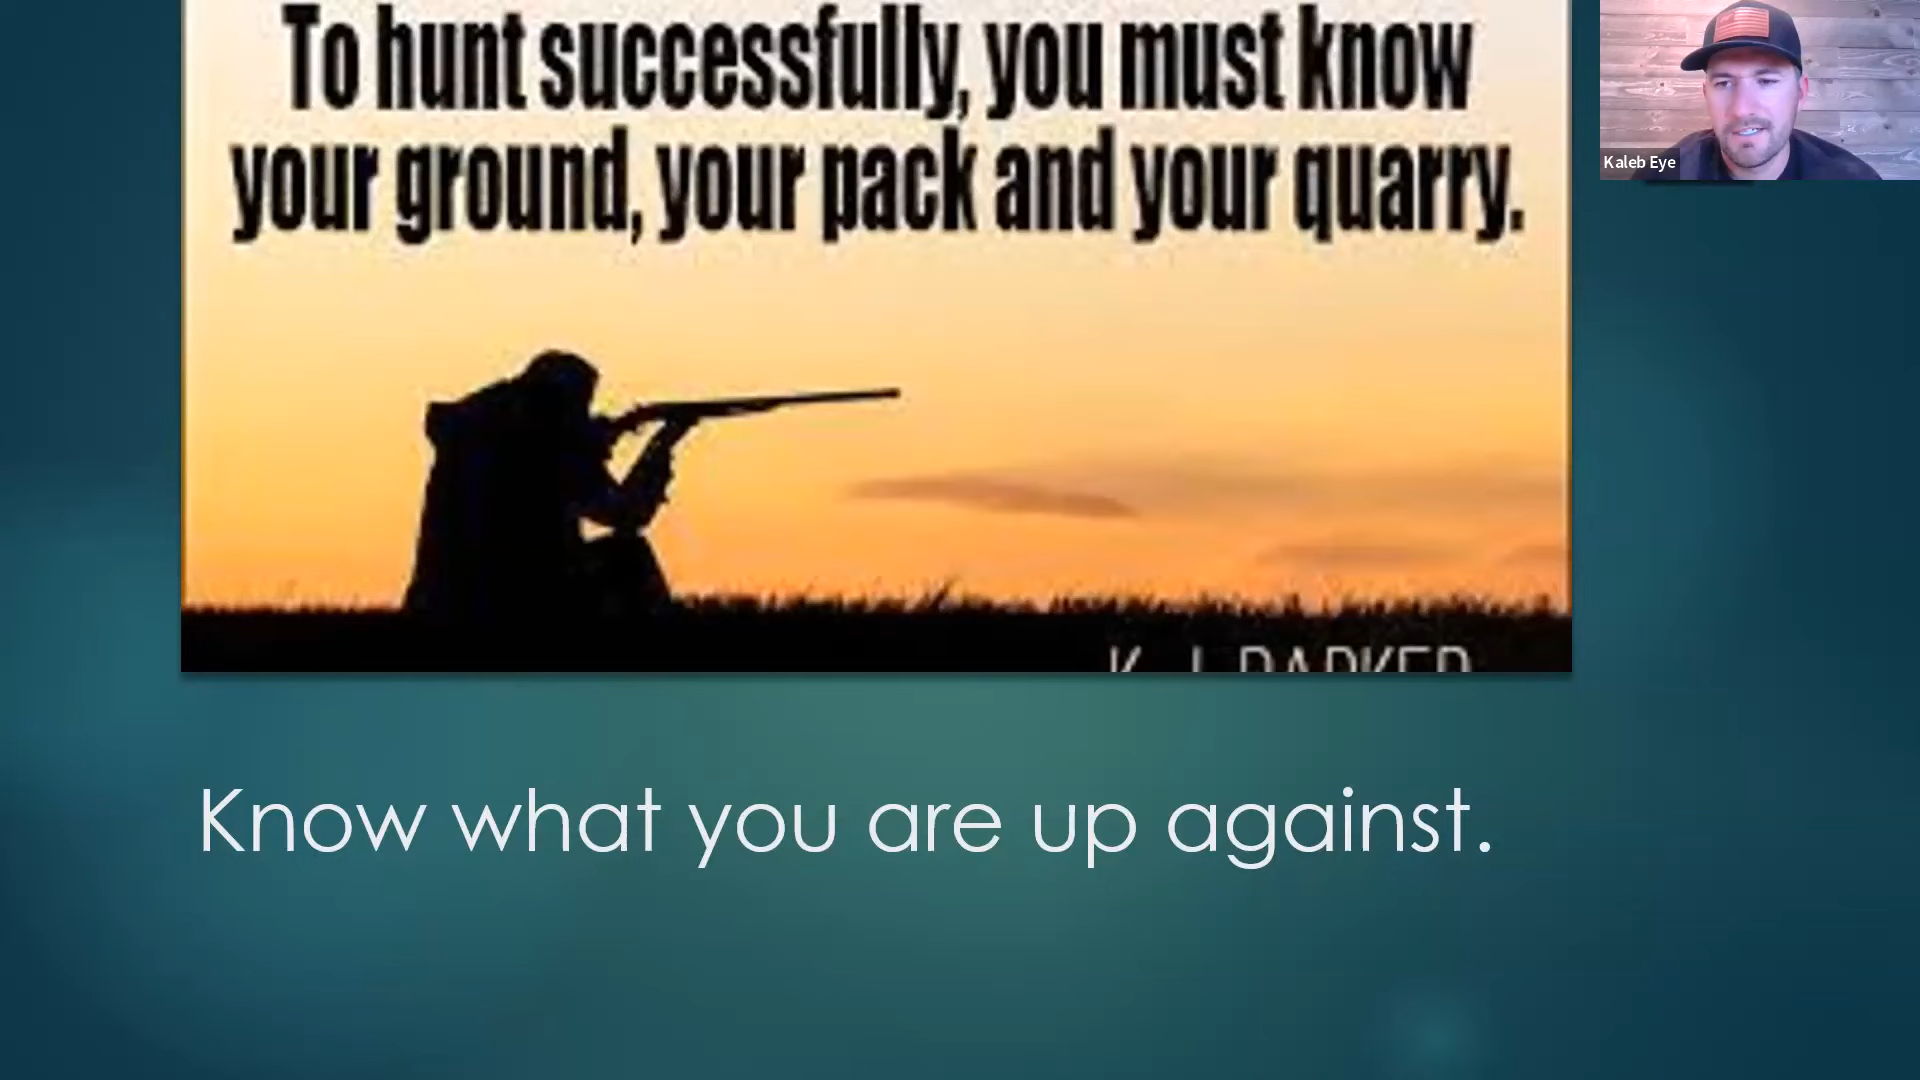 To hunt successfully, you must know
your ground, your pack and your quarry.
K. J. PARKER
Know what you are up against.
Kaleb Eye